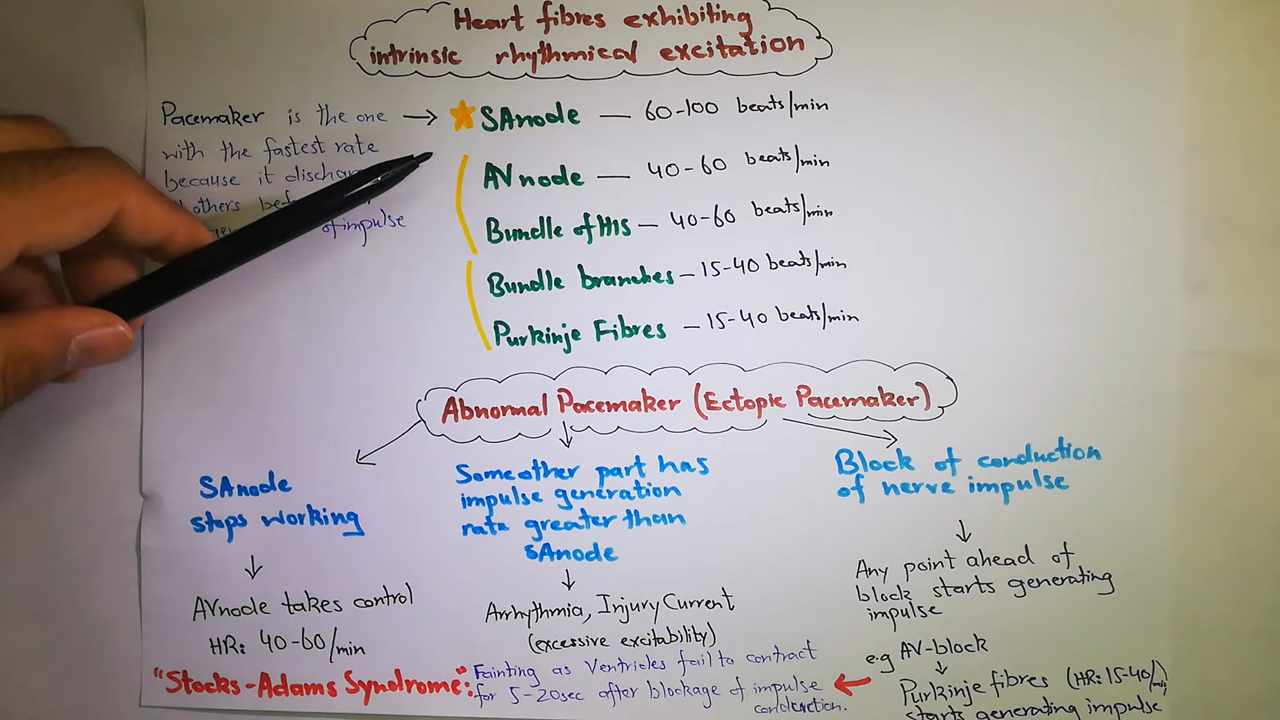 Heart fibres exhibiting
intrinsic rhythmical excitation
Pacemaker is the one →
with the fastest rate
because it
others
of impulse
SAnode — 60-100 beats/min
AVnode — 40-60 beats/min
Bundle of HIS — 40-60 beats/min
Bundle branches — 15-40 beats/min
Purkinje Fibres — 15-40 beats/min
Abnormal Pacemaker (Ectopic Pacemaker)
SAnode
stops working
↓
AVnode takes control
HR: 40-60/min
Some other part has
impulse generation
rate greater than
SAnode
↓
Arrhythmia, Injury Current
(excessive excitability)
Block of conduction
of nerve impulse
↓
Any point ahead of
block starts generating
impulse
e.g AV-block
↓
Purkinje fibres (HR: 15-40/min)
starts generating impulse
"Stocks-Adams Syndrome": Fainting as Ventricles fail to contract
for 5-20sec after blockage of impulse
conduction.